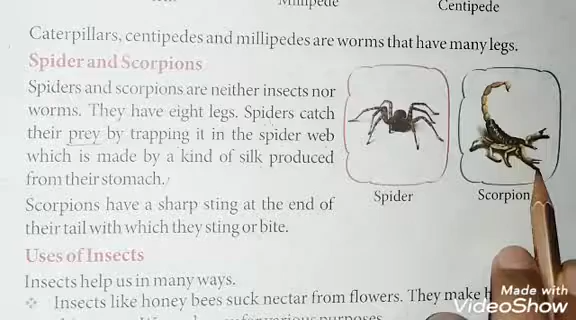 Millipede
Centipede
Caterpillars, centipedes and millipedes are worms that have many legs.
Spider and Scorpions
Spiders and scorpions are neither insects nor
worms. They have eight legs. Spiders catch
their prey by trapping it in the spider web
which is made by a kind of silk produced
from their stomach.
Scorpions have a sharp sting at the end of
their tail with which they sting or bite.
Spider
Scorpion
Uses of Insects
Insects help us in many ways.
❖ Insects like honey bees suck nectar from flowers. They make
various purposes.
Made with
VideoShow